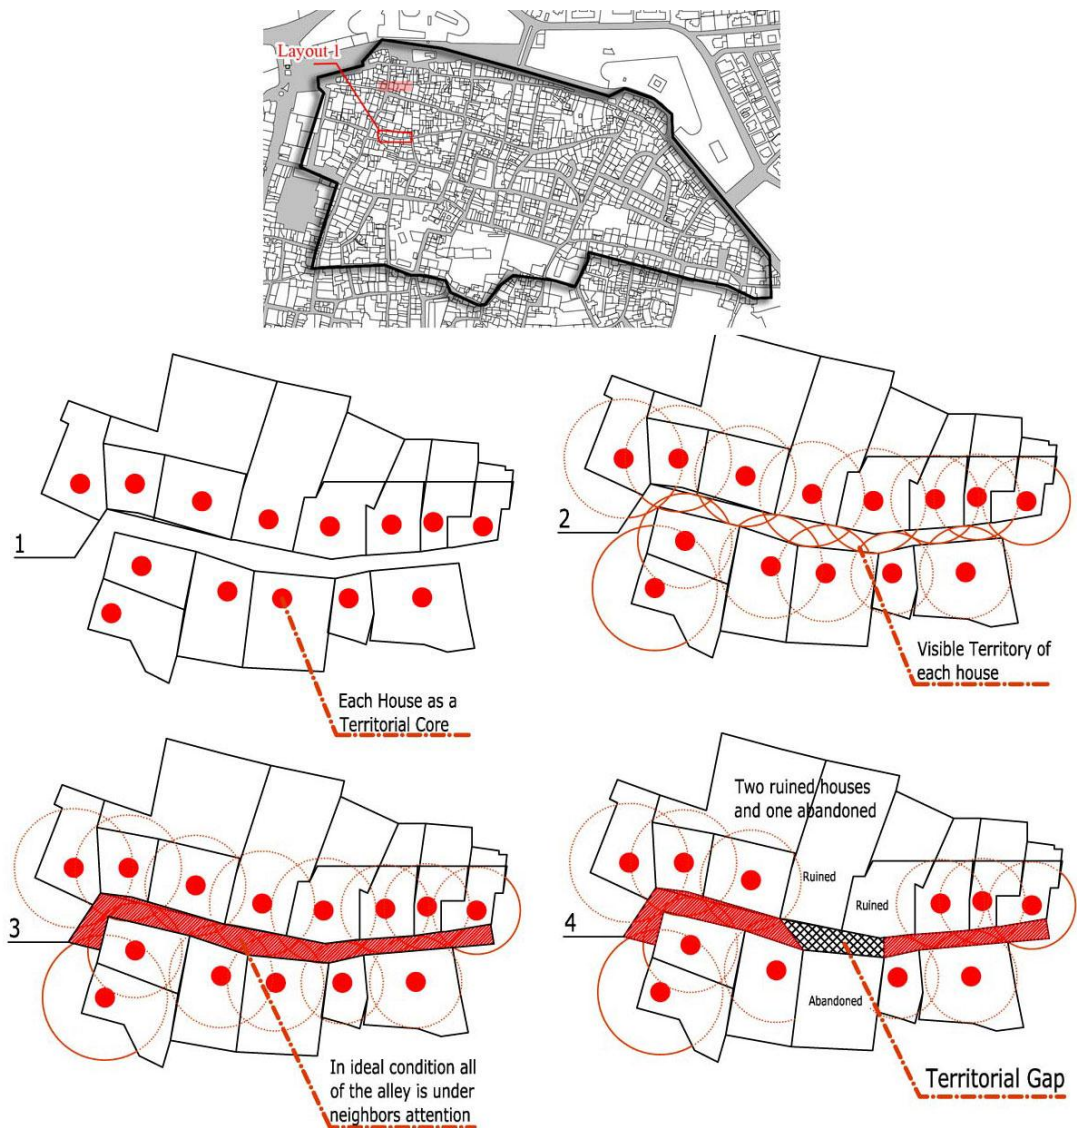 Layout 1
1
Each House as a
Territorial Core
2
Visible Territory of
each house
3
In ideal condition all
of the alley is under
neighbors attention
4
Two ruined houses
and one abandoned
Ruined
Ruined
Abandoned
Territorial Gap